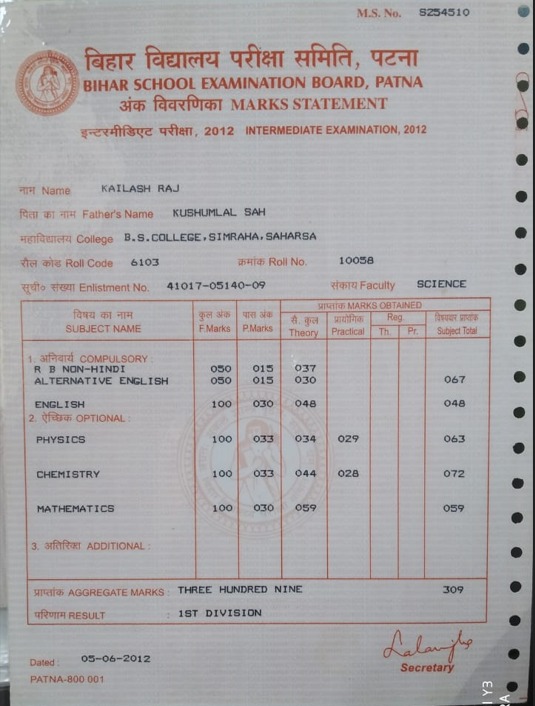 M.S. No. S254510
बिहार विद्यालय परीक्षा समिति, पटना
BIHAR SCHOOL EXAMINATION BOARD, PATNA
अंक विवरणिका MARKS STATEMENT
इन्टरमीडिएट परीक्षा, 2012 INTERMEDIATE EXAMINATION, 2012
नाम Name KAILASH RAJ
पिता का नाम Father's Name KUSHUMLAL SAH
महाविद्यालय College B.S.COLLEGE,SIMRAHA,SAHARSA
रौल कोड Roll Code 6103 क्रमांक Roll No. 10058
सूची० संख्या Enlistment No. 41017-05140-09 संकाय Faculty SCIENCE
प्राप्तांक MARKS OBTAINED
विषय का नाम कुल अंक पास अंक सै. कुल प्रायोगिक Reg. विषयवार प्राप्तांक
SUBJECT NAME F.Marks P.Marks Theory Practical Th. Pr. Subject Total
1. अनिवार्य COMPULSORY :
R B NON-HINDI 050 015 037
ALTERNATIVE ENGLISH 050 015 030 067
ENGLISH 100 030 048 048
2. ऐच्छिक OPTIONAL :
PHYSICS 100 033 034 029 063
CHEMISTRY 100 033 044 028 072
MATHEMATICS 100 030 059 059
3. अतिरिक्त ADDITIONAL :
प्राप्तांक AGGREGATE MARKS : THREE HUNDRED NINE 309
परिणाम RESULT : 1ST DIVISION
Secretary
Dated : 05-06-2012
PATNA-800 001